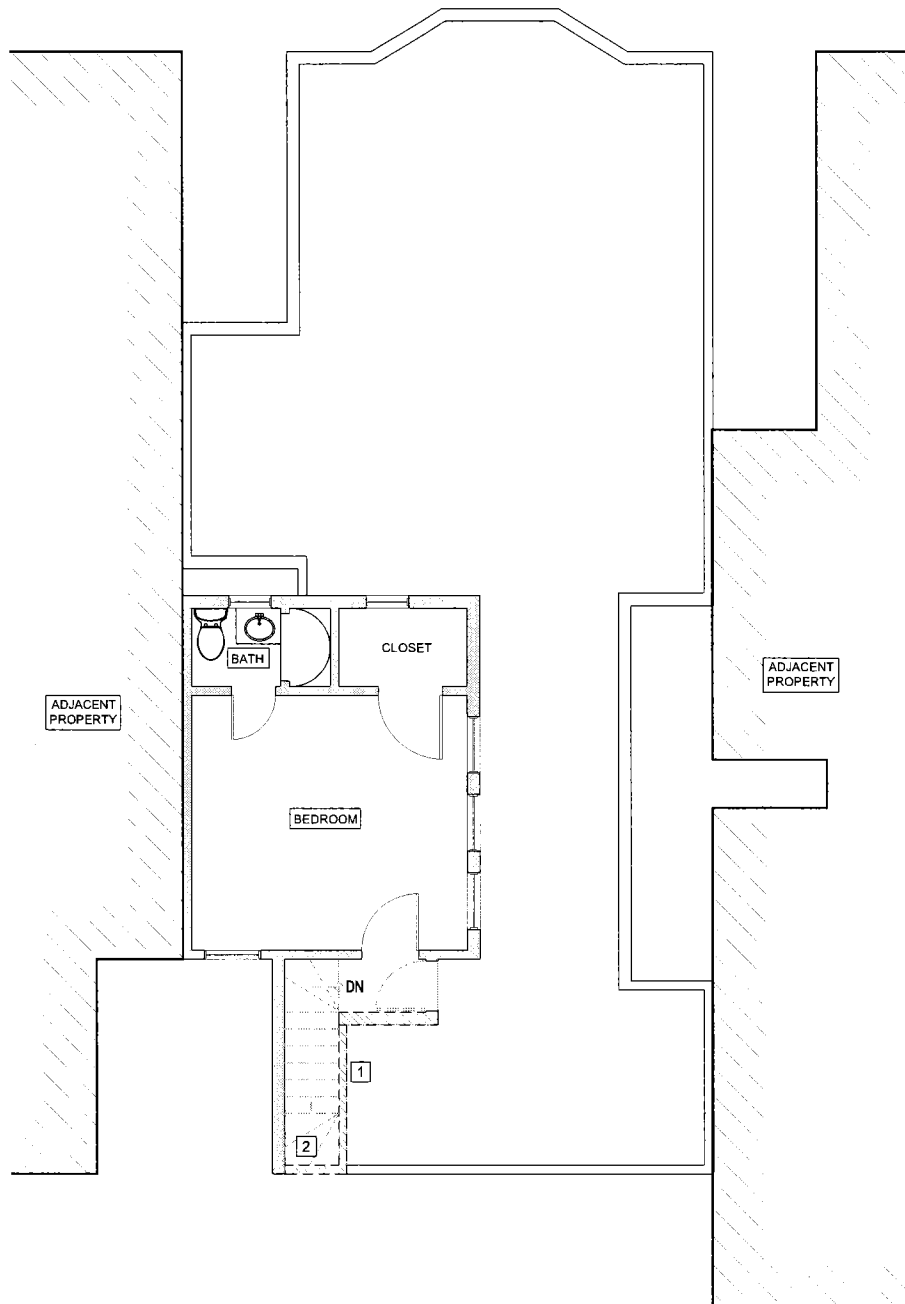 BATH
CLOSET
ADJACENT
PROPERTY
ADJACENT
PROPERTY
BEDROOM
DN
1
2